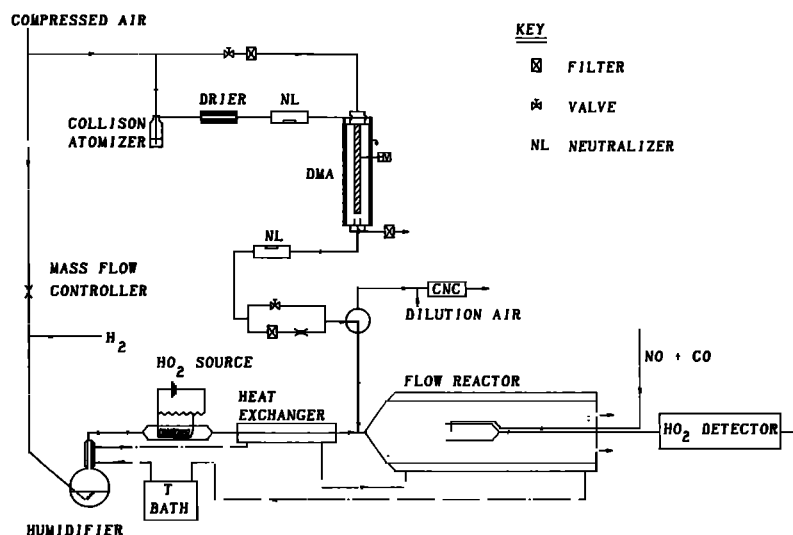 COMPRESSED AIR
KEY
FILTER
VALVE
NL NEUTRALIZER
DRIER
NL
COLLISON
ATOMIZER
DMA
HV
NL
MASS FLOW
CONTROLLER
CNC
DILUTION AIR
H2
NO + CO
HO2 SOURCE
HEAT
EXCHANGER
FLOW REACTOR
HO2 DETECTOR
T
BATH
HUMIDIFIER